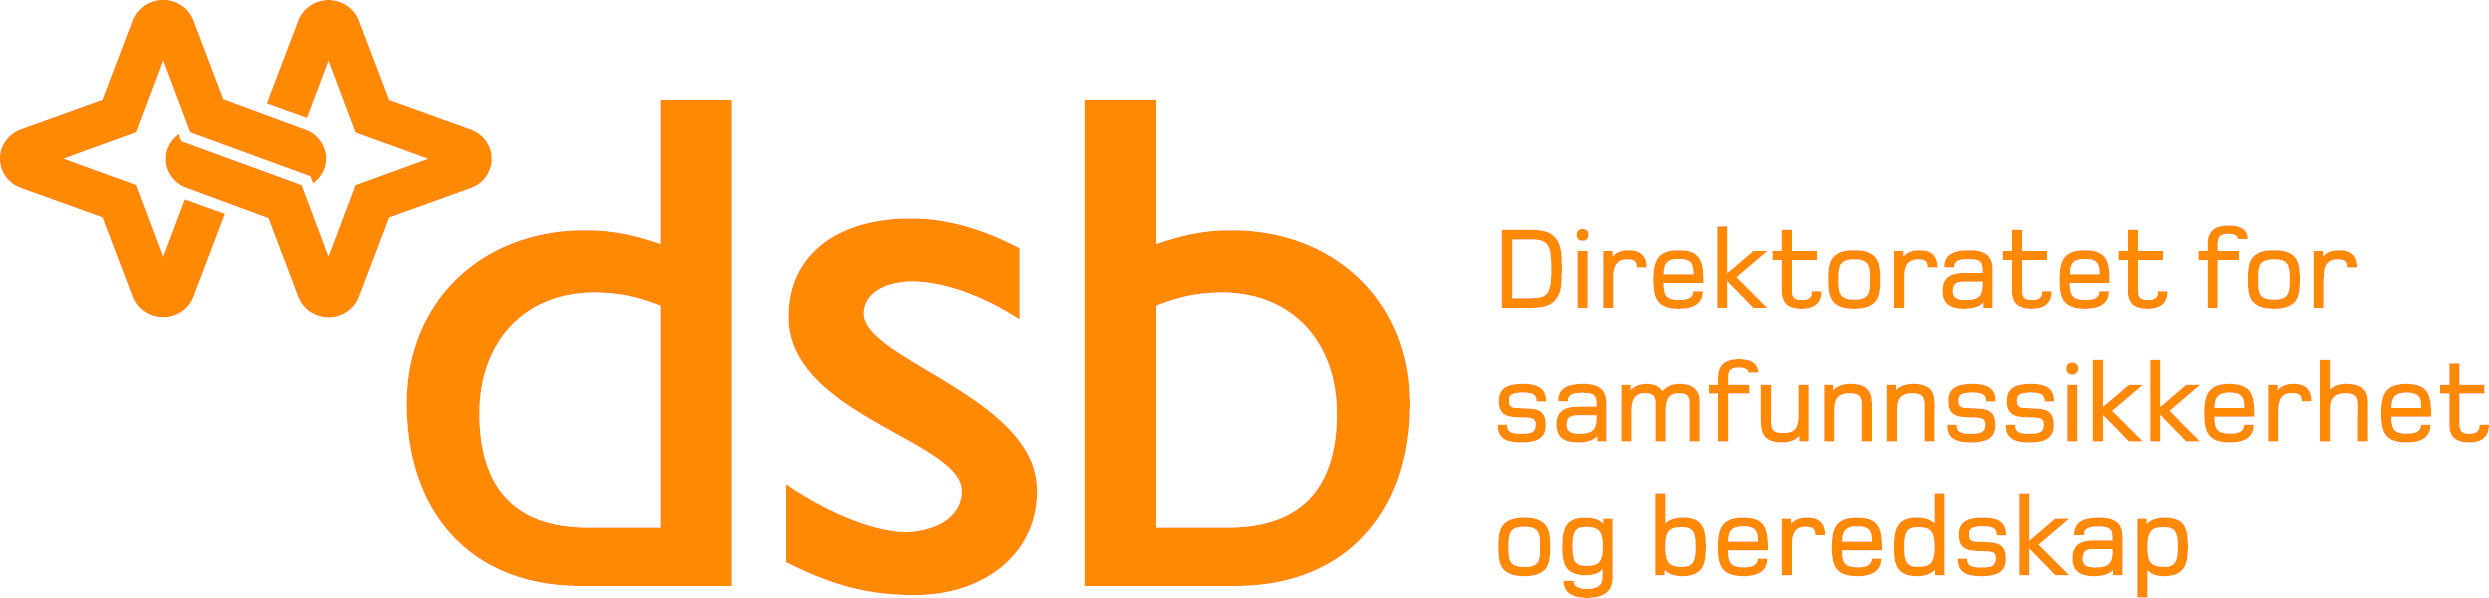 dsb
Direktoratet for
samfunnssikkerhet
og beredskap